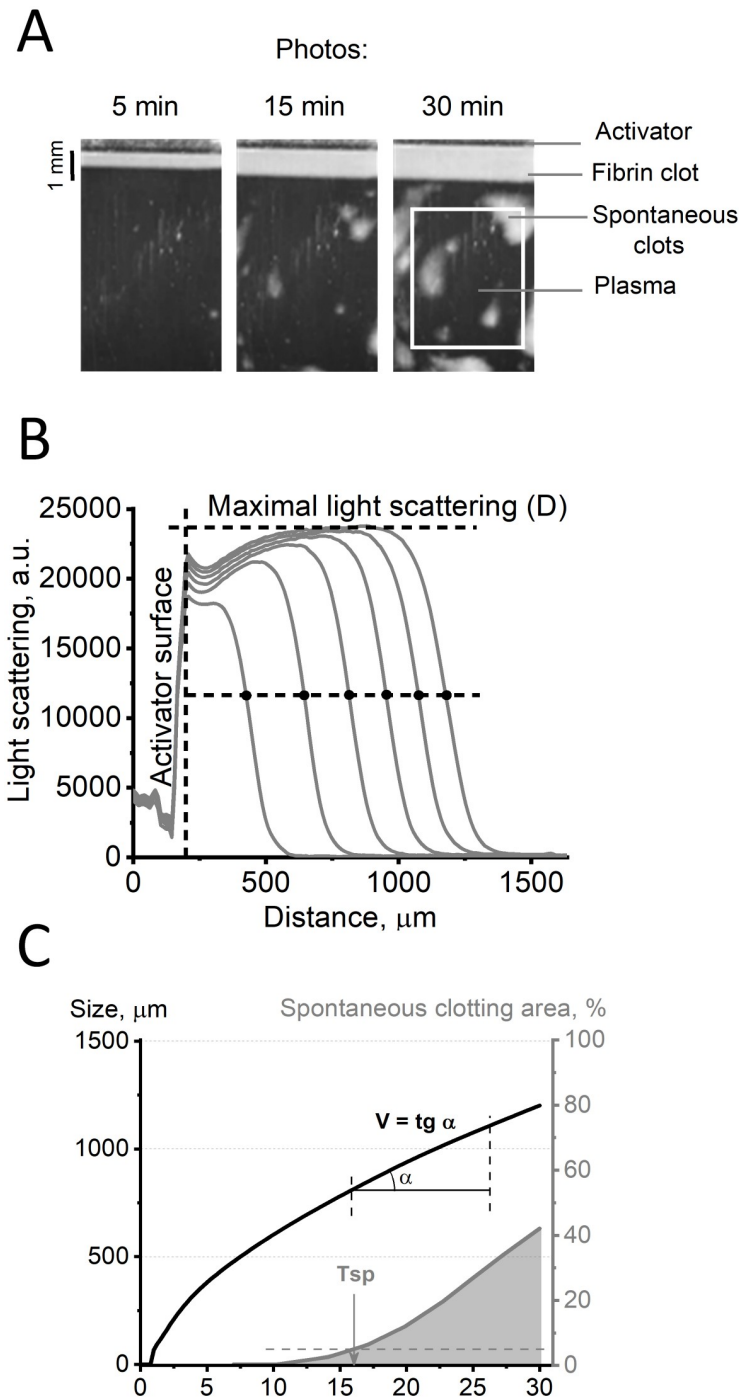 A
Photos:
5 min
15 min
30 min
1 mm
Activator
Fibrin clot
Spontaneous
clots
Plasma
B
Light scattering, a.u.
25000
20000
15000
10000
5000
0
Maximal light scattering (D)
Activator surface
0
500
1000
1500
Distance, μm
C
Size, μm
Spontaneous clotting area, %
1500
1000
500
0
100
80
60
40
20
0
V = tg α
α
Tsp
0
5
10
15
20
25
30